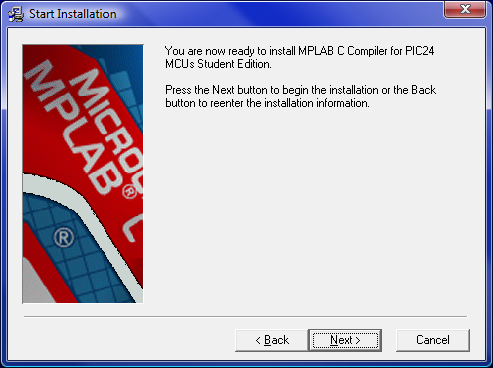 Start Installation
You are now ready to install MPLAB C Compiler for PIC24
MCUs Student Edition.
Press the Next button to begin the installation or the Back
button to reenter the installation information.
MICROC
MPLAB® C
®
< Back
Next >
Cancel